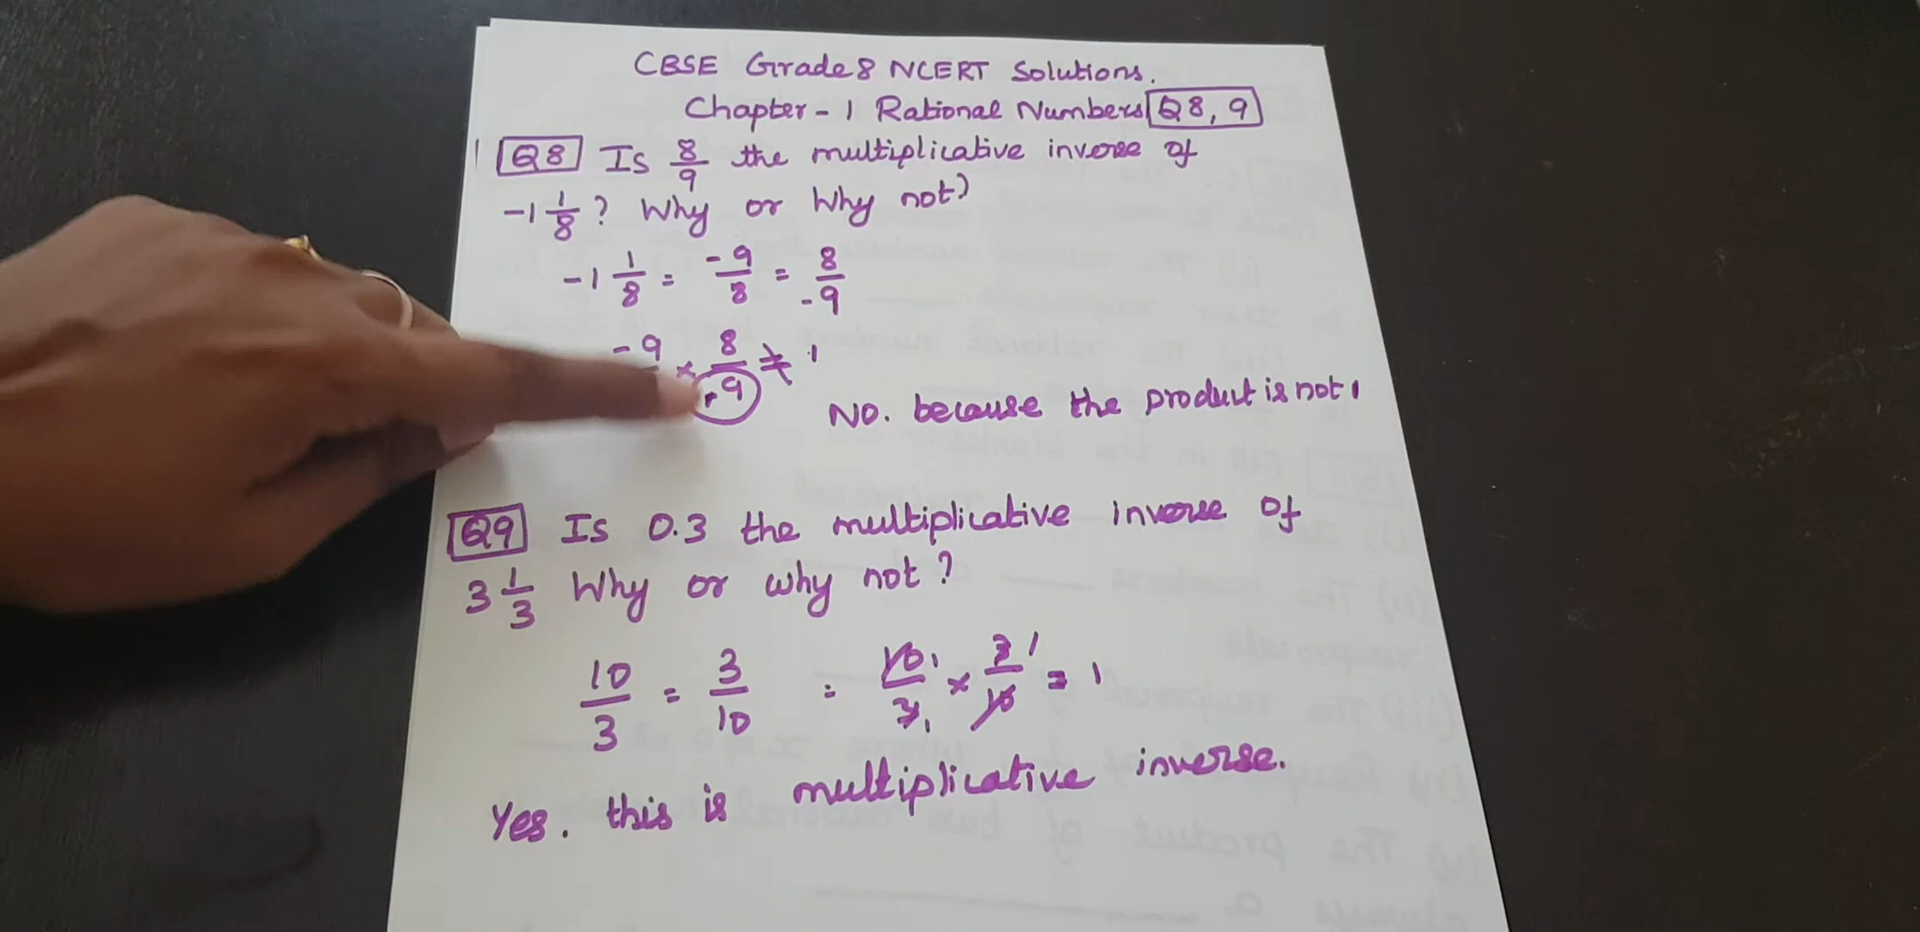 CBSE Grade 8 NCERT Solutions.
Chapter - 1 Rational Numbers Q8, 9
Q8 Is 8/9 the multiplicative inverse of
-1 1/8 ? Why or Why not?
-1 1/8 = -9/8 = 8/-9
-9 × 8/9 ≠ 1
NO. because the product is not 1
Q9 Is 0.3 the multiplicative inverse of
3 1/3 Why or why not?
10/3 = 3/10 = 10/3 × 3/10 = 1
Yes. this is multiplicative inverse.